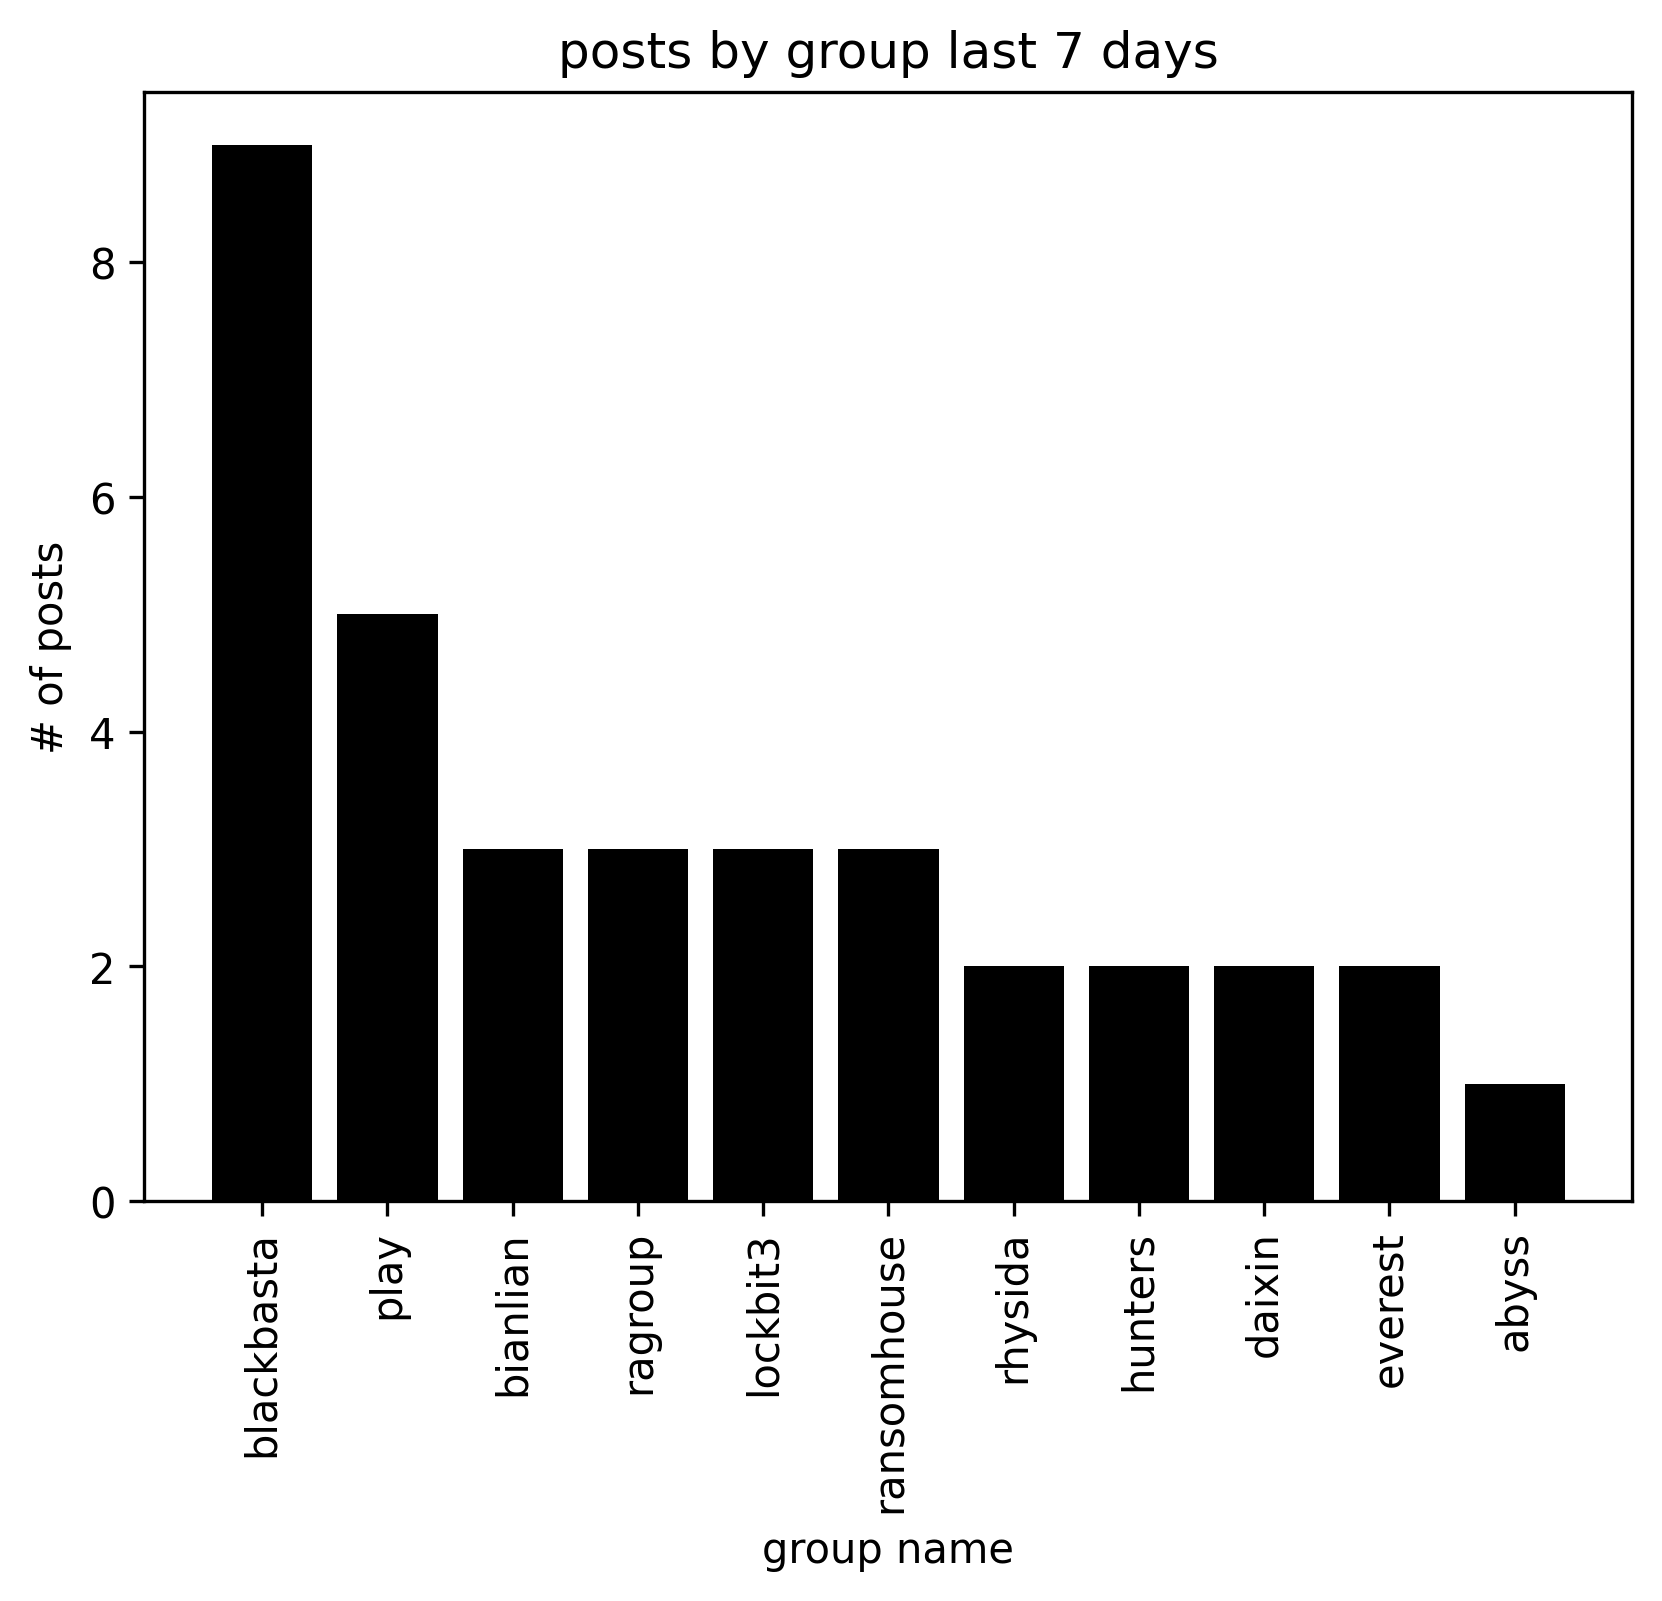 posts by group last 7 days
# of posts
8
6
4
2
0
blackbasta
play
bianlian
ragroup
lockbit3
ransomhouse
rhysida
hunters
daixin
everest
abyss
group name